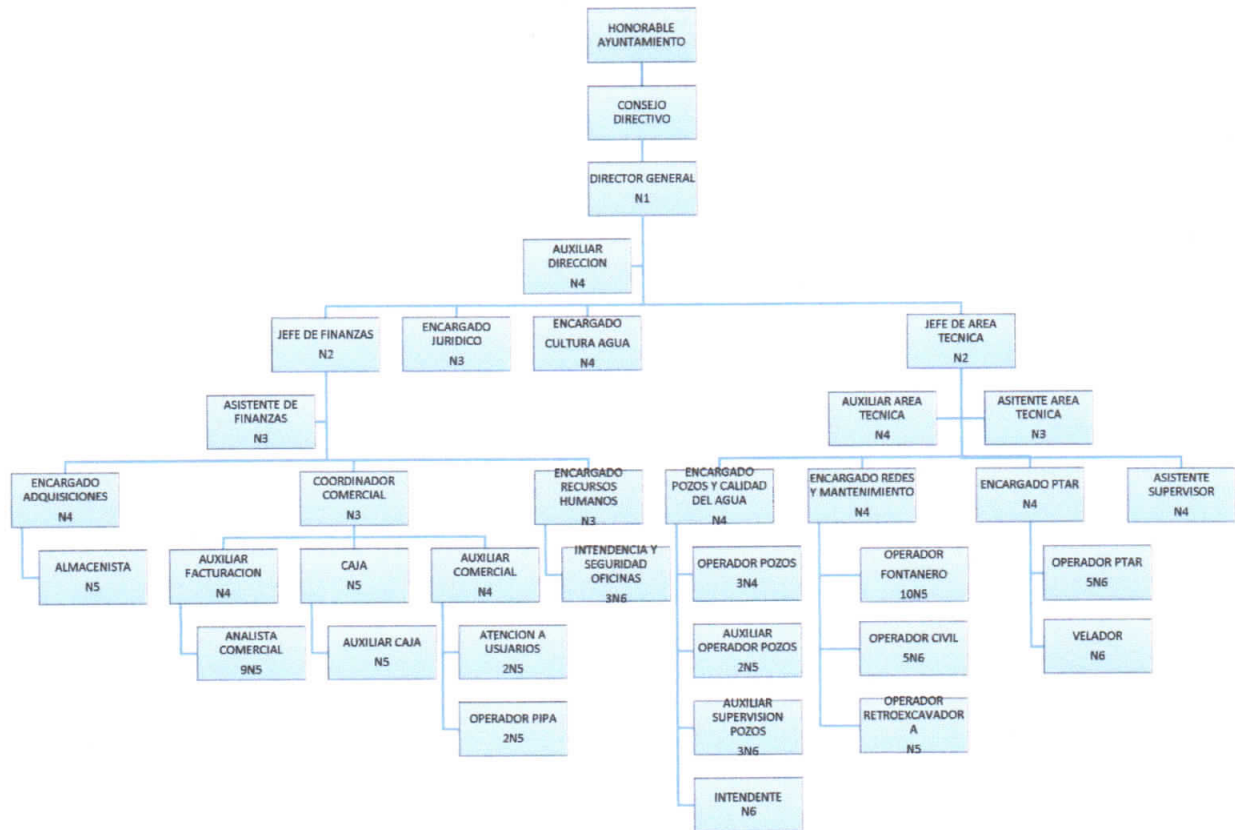 HONORABLE
AYUNTAMIENTO
CONSEJO
DIRECTIVO
DIRECTOR GENERAL
N1
AUXILIAR
DIRECCION
N4
JEFE DE FINANZAS
N2
ENCARGADO
JURIDICO
N3
ENCARGADO
CULTURA AGUA
N4
JEFE DE AREA
TECNICA
N2
ASISTENTE DE
FINANZAS
N3
AUXILIAR AREA
TECNICA
N4
ASITENTE AREA
TECNICA
N3
ENCARGADO
ADQUISICIONES
N4
COORDINADOR
COMERCIAL
N3
ENCARGADO
RECURSOS
HUMANOS
N3
ENCARGADO
POZOS Y CALIDAD
DEL AGUA
N4
ENCARGADO REDES
Y MANTENIMIENTO
N4
ENCARGADO PTAR
N4
ASISTENTE
SUPERVISOR
N4
ALMACENISTA
N5
AUXILIAR
FACTURACION
N4
CAJA
N5
AUXILIAR
COMERCIAL
N4
INTENDENCIA Y
SEGURIDAD
OFICINAS
3N6
OPERADOR POZOS
3N4
OPERADOR
FONTANERO
10N5
OPERADOR PTAR
5N6
ANALISTA
COMERCIAL
9N5
AUXILIAR CAJA
N5
ATENCION A
USUARIOS
2N5
AUXILIAR
OPERADOR POZOS
2N5
OPERADOR CIVIL
5N6
VELADOR
N6
OPERADOR PIPA
2N5
AUXILIAR
SUPERVISION
POZOS
3N6
OPERADOR
RETROEXCAVADOR
A
N5
INTENDENTE
N6